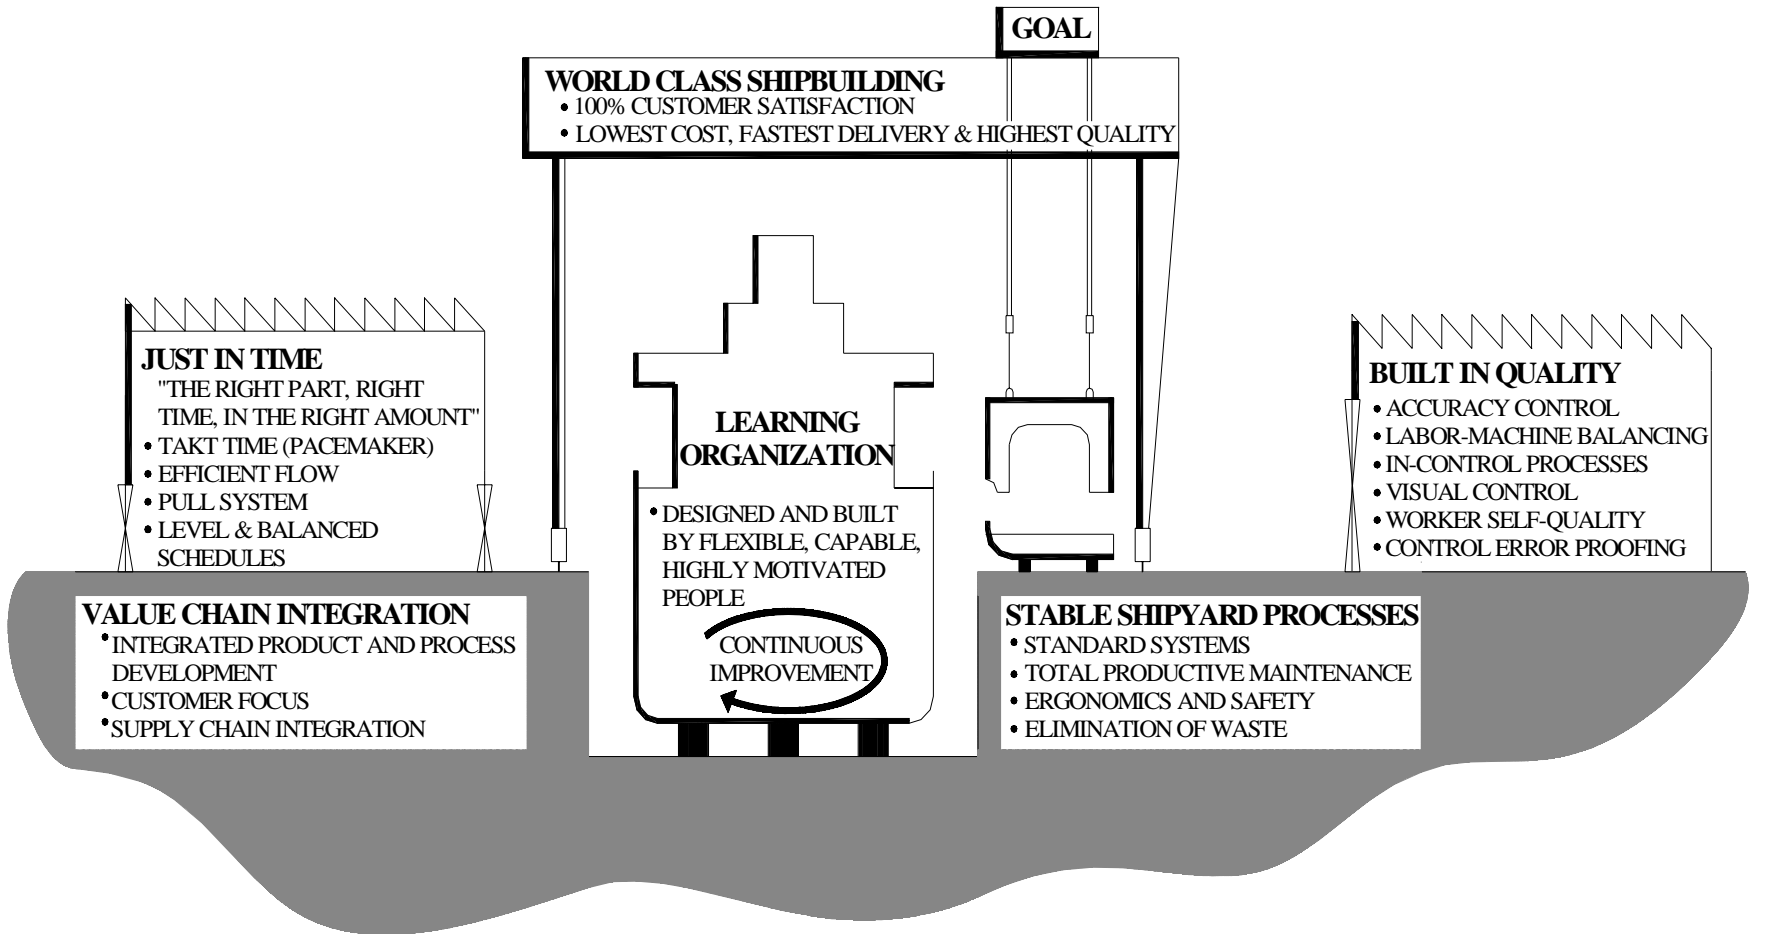 GOAL
WORLD CLASS SHIPBUILDING
• 100% CUSTOMER SATISFACTION
• LOWEST COST, FASTEST DELIVERY & HIGHEST QUALITY
JUST IN TIME
"THE RIGHT PART, RIGHT
TIME, IN THE RIGHT AMOUNT"
• TAKT TIME (PACEMAKER)
• EFFICIENT FLOW
• PULL SYSTEM
• LEVEL & BALANCED
SCHEDULES
LEARNING
ORGANIZATION
• DESIGNED AND BUILT
BY FLEXIBLE, CAPABLE,
HIGHLY MOTIVATED
PEOPLE
CONTINUOUS
IMPROVEMENT
BUILT IN QUALITY
• ACCURACY CONTROL
• LABOR-MACHINE BALANCING
• IN-CONTROL PROCESSES
• VISUAL CONTROL
• WORKER SELF-QUALITY
• CONTROL ERROR PROOFING
VALUE CHAIN INTEGRATION
• INTEGRATED PRODUCT AND PROCESS
DEVELOPMENT
• CUSTOMER FOCUS
• SUPPLY CHAIN INTEGRATION
STABLE SHIPYARD PROCESSES
• STANDARD SYSTEMS
• TOTAL PRODUCTIVE MAINTENANCE
• ERGONOMICS AND SAFETY
• ELIMINATION OF WASTE